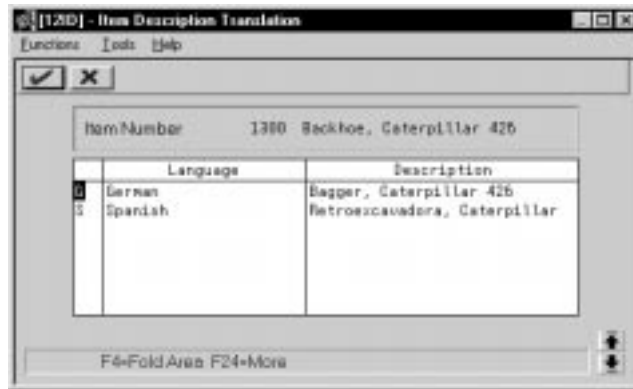 [12ID] - Item Description Translation
Functions Tools Help
Item Number 1300 Backhoe, Caterpillar 426
Language Description
G German Bagger, Caterpillar 426
S Spanish Retroexcavadora, Caterpillar
F4=Fold Area F24=More